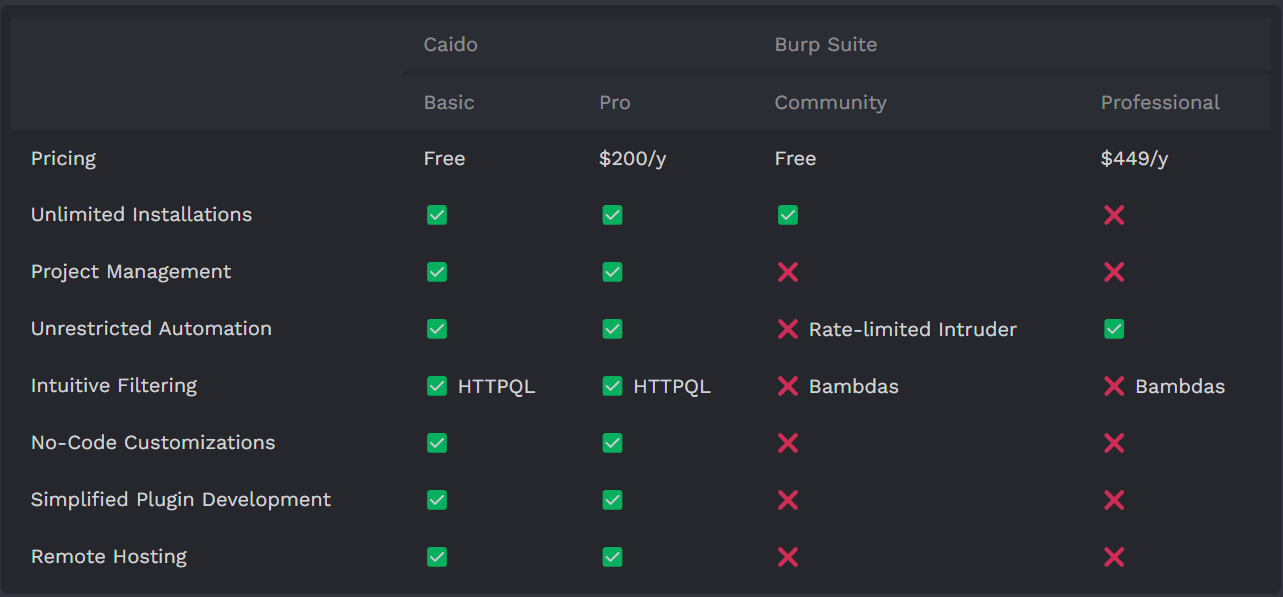 Caido Burp Suite
Basic Pro Community Professional
Pricing Free $200/y Free $449/y
Unlimited Installations
Project Management
Unrestricted Automation Rate-limited Intruder
Intuitive Filtering HTTPQL HTTPQL Bambdas Bambdas
No-Code Customizations
Simplified Plugin Development
Remote Hosting